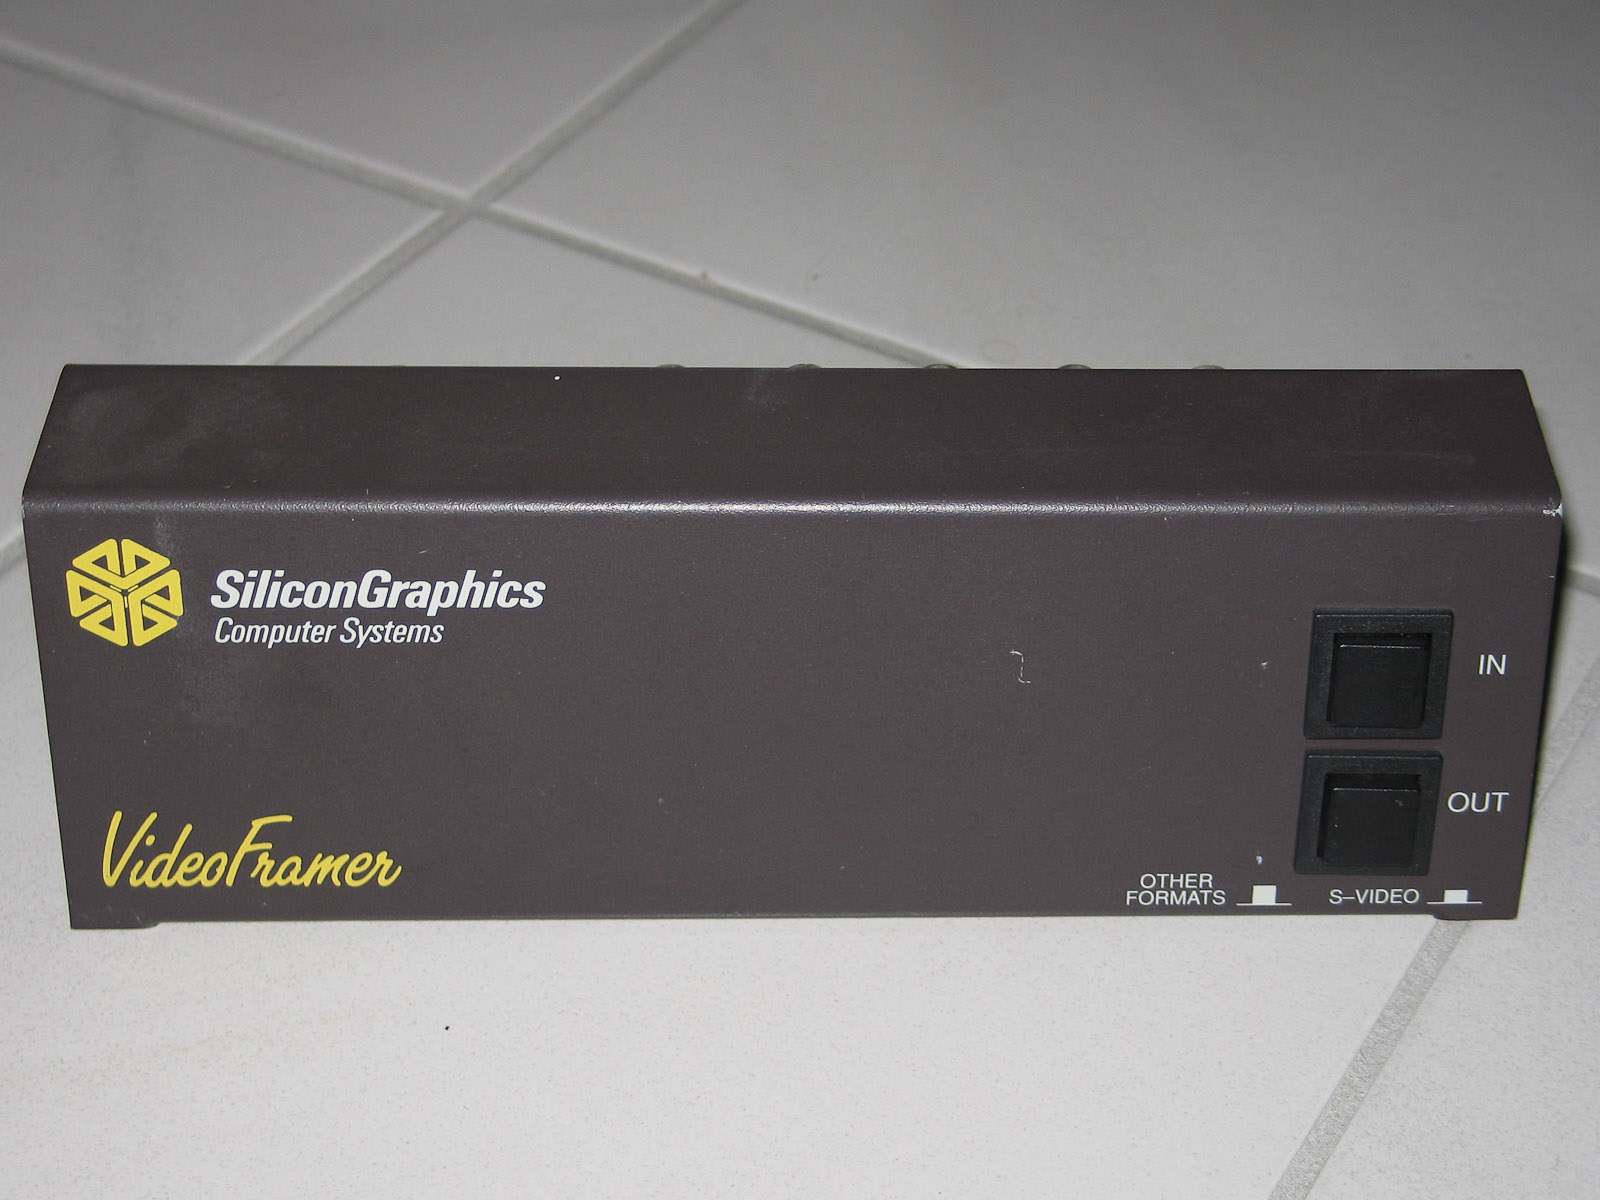 SiliconGraphics
Computer Systems
IN
OUT
VideoFramer
OTHER
FORMATS
S-VIDEO